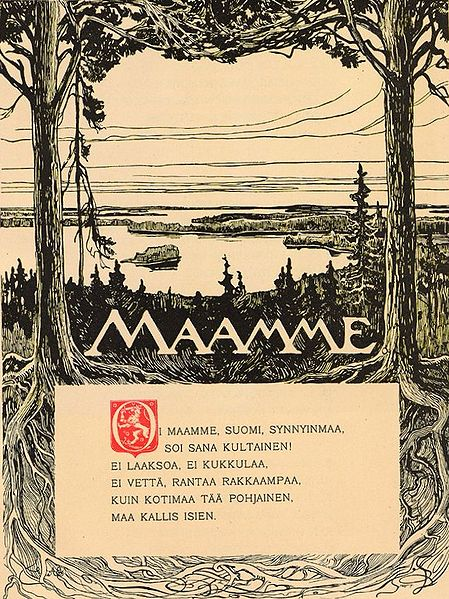 MAAMME
OI MAAMME, SUOMI, SYNNYINMAA,
SOI SANA KULTAINEN!
EI LAAKSOA, EI KUKKULAA,
EI VETTÄ, RANTAA RAKKAAMPAA,
KUIN KOTIMAA TÄÄ POHJAINEN,
MAA KALLIS ISIEN.